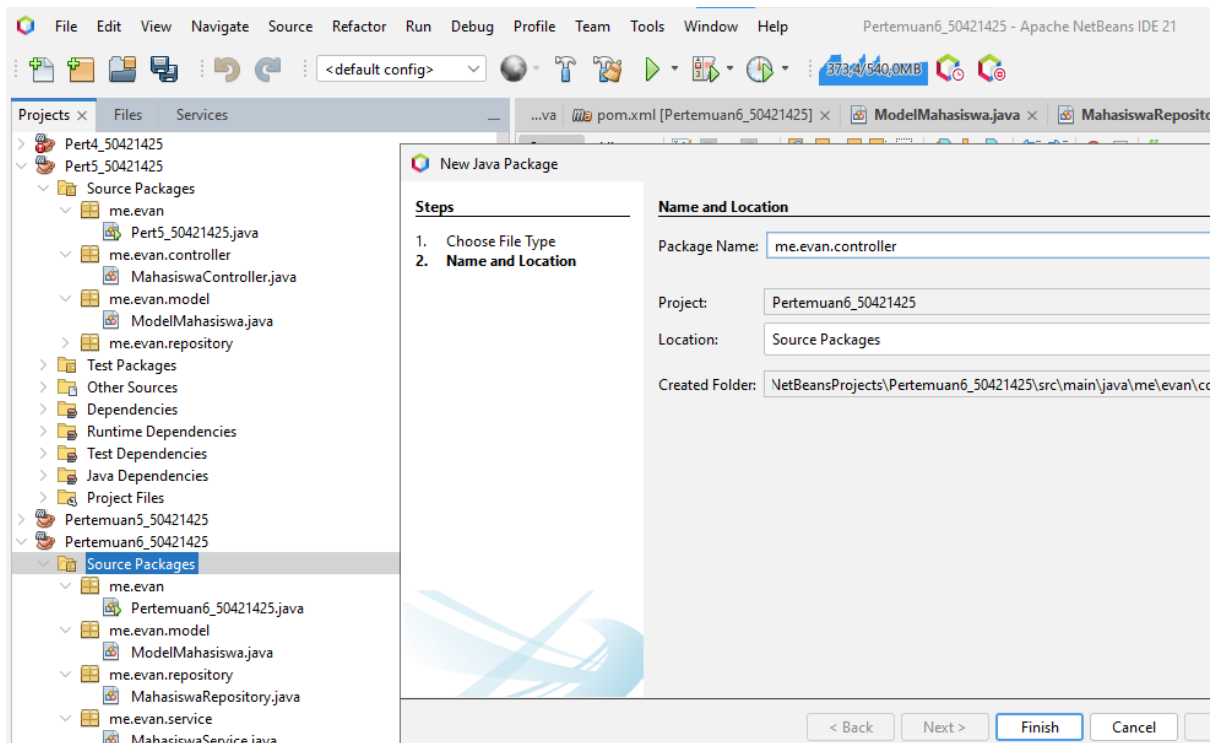 File Edit View Navigate Source Refactor Run Debug Profile Team Tools Window Help Pertemuan6_50421425 - Apache NetBeans IDE 21
<default config> 373,4/540,0MB
Projects Files Services ...va pom.xml [Pertemuan6_50421425] ModelMahasiswa.java MahasiswaReposito
Pert4_50421425
Pert5_50421425
Source Packages
me.evan
Pert5_50421425.java
me.evan.controller
MahasiswaController.java
me.evan.model
ModelMahasiswa.java
me.evan.repository
Test Packages
Other Sources
Dependencies
Runtime Dependencies
Test Dependencies
Java Dependencies
Project Files
Pertemuan5_50421425
Pertemuan6_50421425
Source Packages
me.evan
Pertemuan6_50421425.java
me.evan.model
ModelMahasiswa.java
me.evan.repository
MahasiswaRepository.java
me.evan.service
MahasiswaService.java
New Java Package
Steps
1. Choose File Type
2. Name and Location
Name and Location
Package Name: me.evan.controller
Project: Pertemuan6_50421425
Location: Source Packages
Created Folder: NetBeansProjects\Pertemuan6_50421425\src\main\java\me\evan\co
< Back Next > Finish Cancel